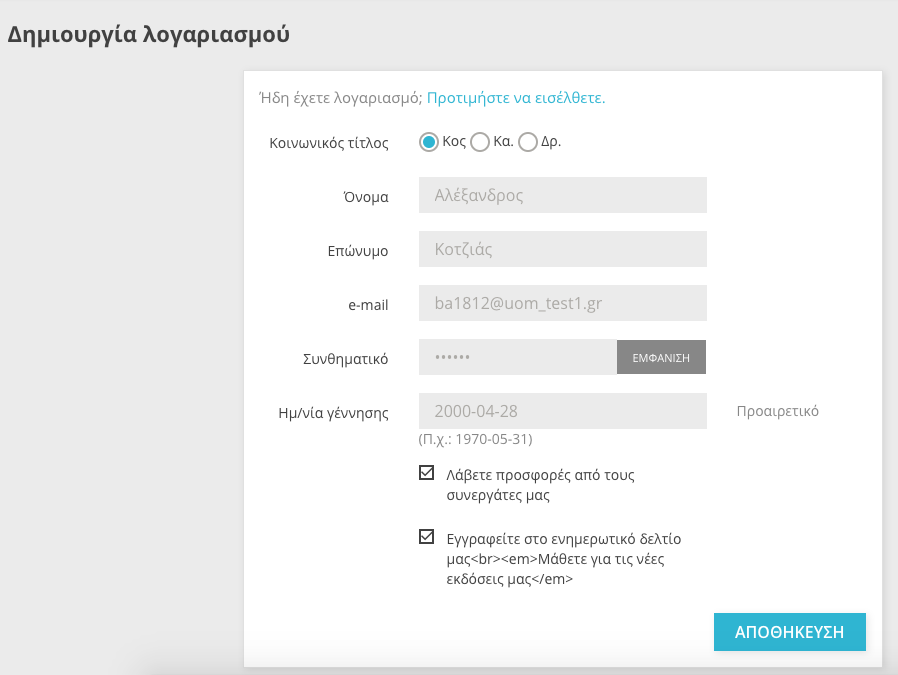 Δημιουργία λογαριασμού
Ήδη έχετε λογαριασμό; Προτιμήστε να εισέλθετε.
Κοινωνικός τίτλος Κος Κα. Δρ.
Όνομα Αλέξανδρος
Επώνυμο Κοτζιάς
e-mail ba1812@uom_test1.gr
Συνθηματικό •••••• ΕΜΦΑΝΙΣΗ
Ημ/νία γέννησης 2000-04-28 Προαιρετικό
(Π.χ.: 1970-05-31)
Λάβετε προσφορές από τους
συνεργάτες μας
Εγγραφείτε στο ενημερωτικό δελτίο
μας<br><em>Μάθετε για τις νέες
εκδόσεις μας</em>
ΑΠΟΘΗΚΕΥΣΗ